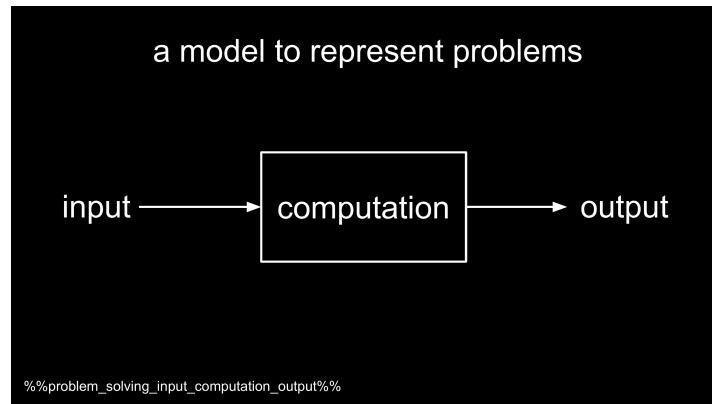 a model to represent problems
input
computation
output
%%problem_solving_input_computation_output%%